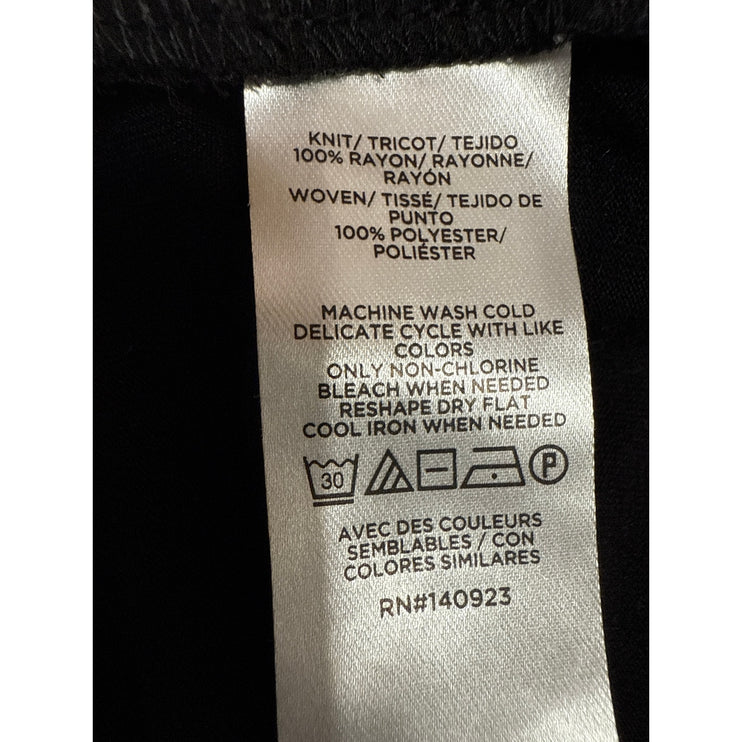 KNIT/ TRICOT/ TEJIDO
100% RAYON/ RAYONNE/
RAYÓN
WOVEN/ TISSÉ/ TEJIDO DE
PUNTO
100% POLYESTER/
POLIÉSTER
MACHINE WASH COLD
DELICATE CYCLE WITH LIKE
COLORS
ONLY NON-CHLORINE
BLEACH WHEN NEEDED
RESHAPE DRY FLAT
COOL IRON WHEN NEEDED
30 P
AVEC DES COULEURS
SEMBLABLES / CON
COLORES SIMILARES
RN#140923